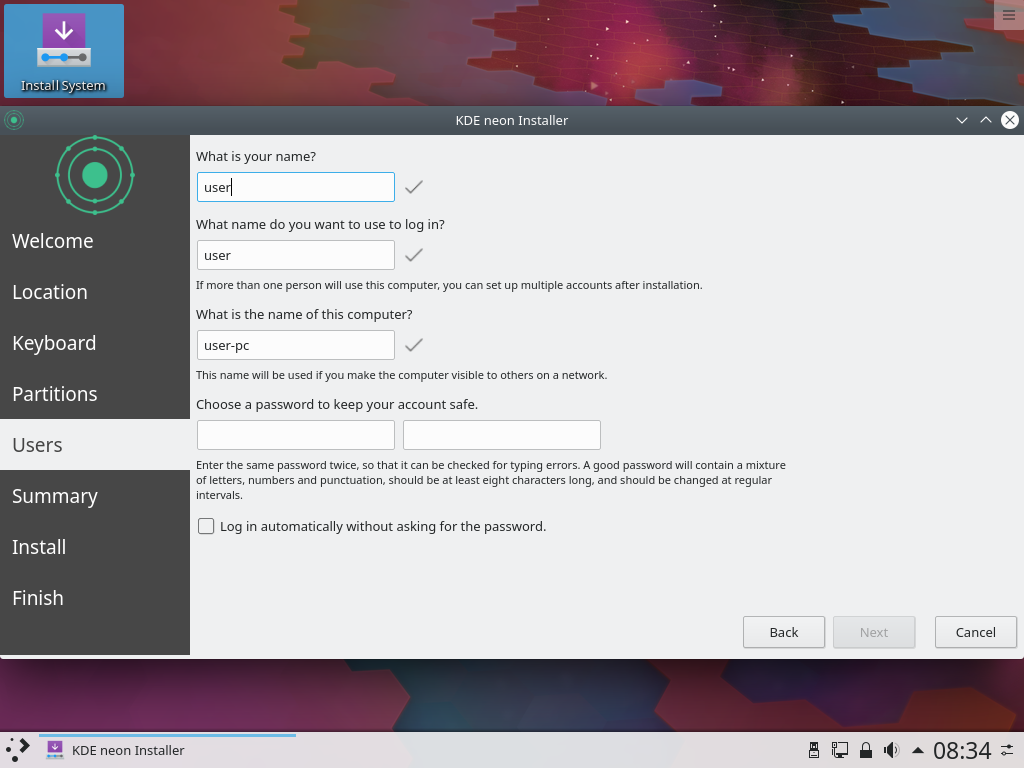 Install System
KDE neon Installer
Welcome
Location
Keyboard
Partitions
Users
Summary
Install
Finish
What is your name?
user
What name do you want to use to log in?
user
If more than one person will use this computer, you can set up multiple accounts after installation.
What is the name of this computer?
user-pc
This name will be used if you make the computer visible to others on a network.
Choose a password to keep your account safe.
Enter the same password twice, so that it can be checked for typing errors. A good password will contain a mixture
of letters, numbers and punctuation, should be at least eight characters long, and should be changed at regular
intervals.
Log in automatically without asking for the password.
Back
Next
Cancel
KDE neon Installer
08:34